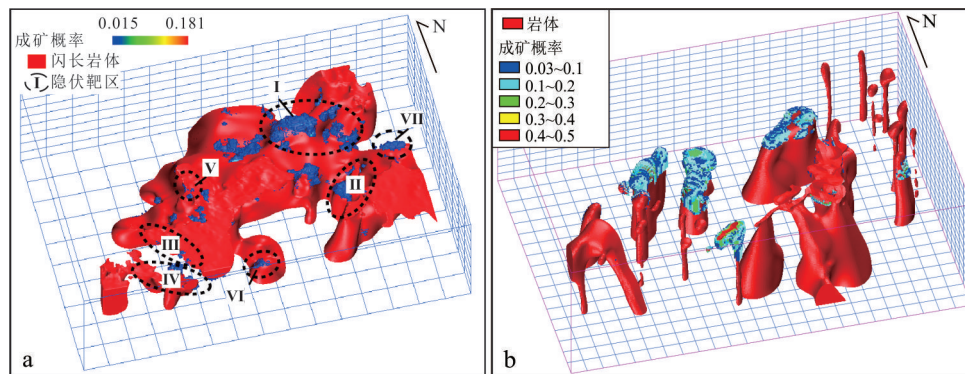 0.015 0.181
成矿概率
闪长岩体
I 隐伏靶区
N
I
VII
V
II
III
IV
VI
a
岩体
成矿概率
0.03~0.1
0.1~0.2
0.2~0.3
0.3~0.4
0.4~0.5
N
b